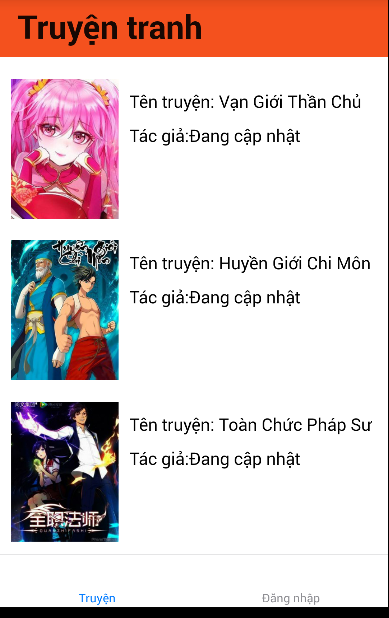 Truyện tranh
Tên truyện: Vạn Giới Thần Chủ
Tác giả:Đang cập nhật
Tên truyện: Huyền Giới Chi Môn
Tác giả:Đang cập nhật
Tên truyện: Toàn Chức Pháp Sư
Tác giả:Đang cập nhật
全职法师
Truyện
Đăng nhập